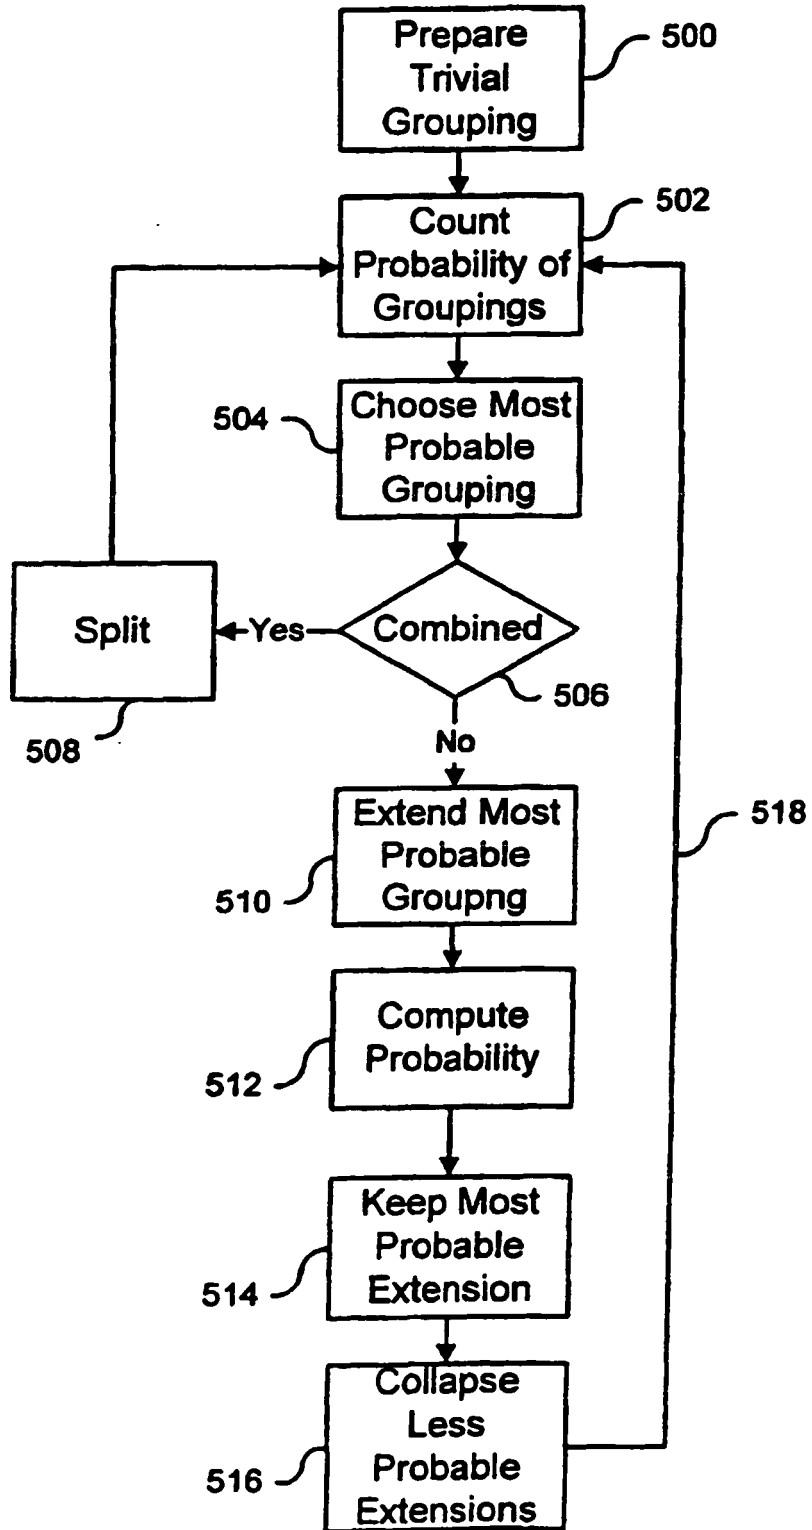 Prepare
Trivial
Grouping
500
Count
Probability of
Groupings
502
Choose Most
Probable
Grouping
504
Combined
506
Yes
Split
508
No
Extend Most
Probable
Groupng
510
518
Compute
Probability
512
Keep Most
Probable
Extension
514
Collapse
Less
Probable
Extensions
516